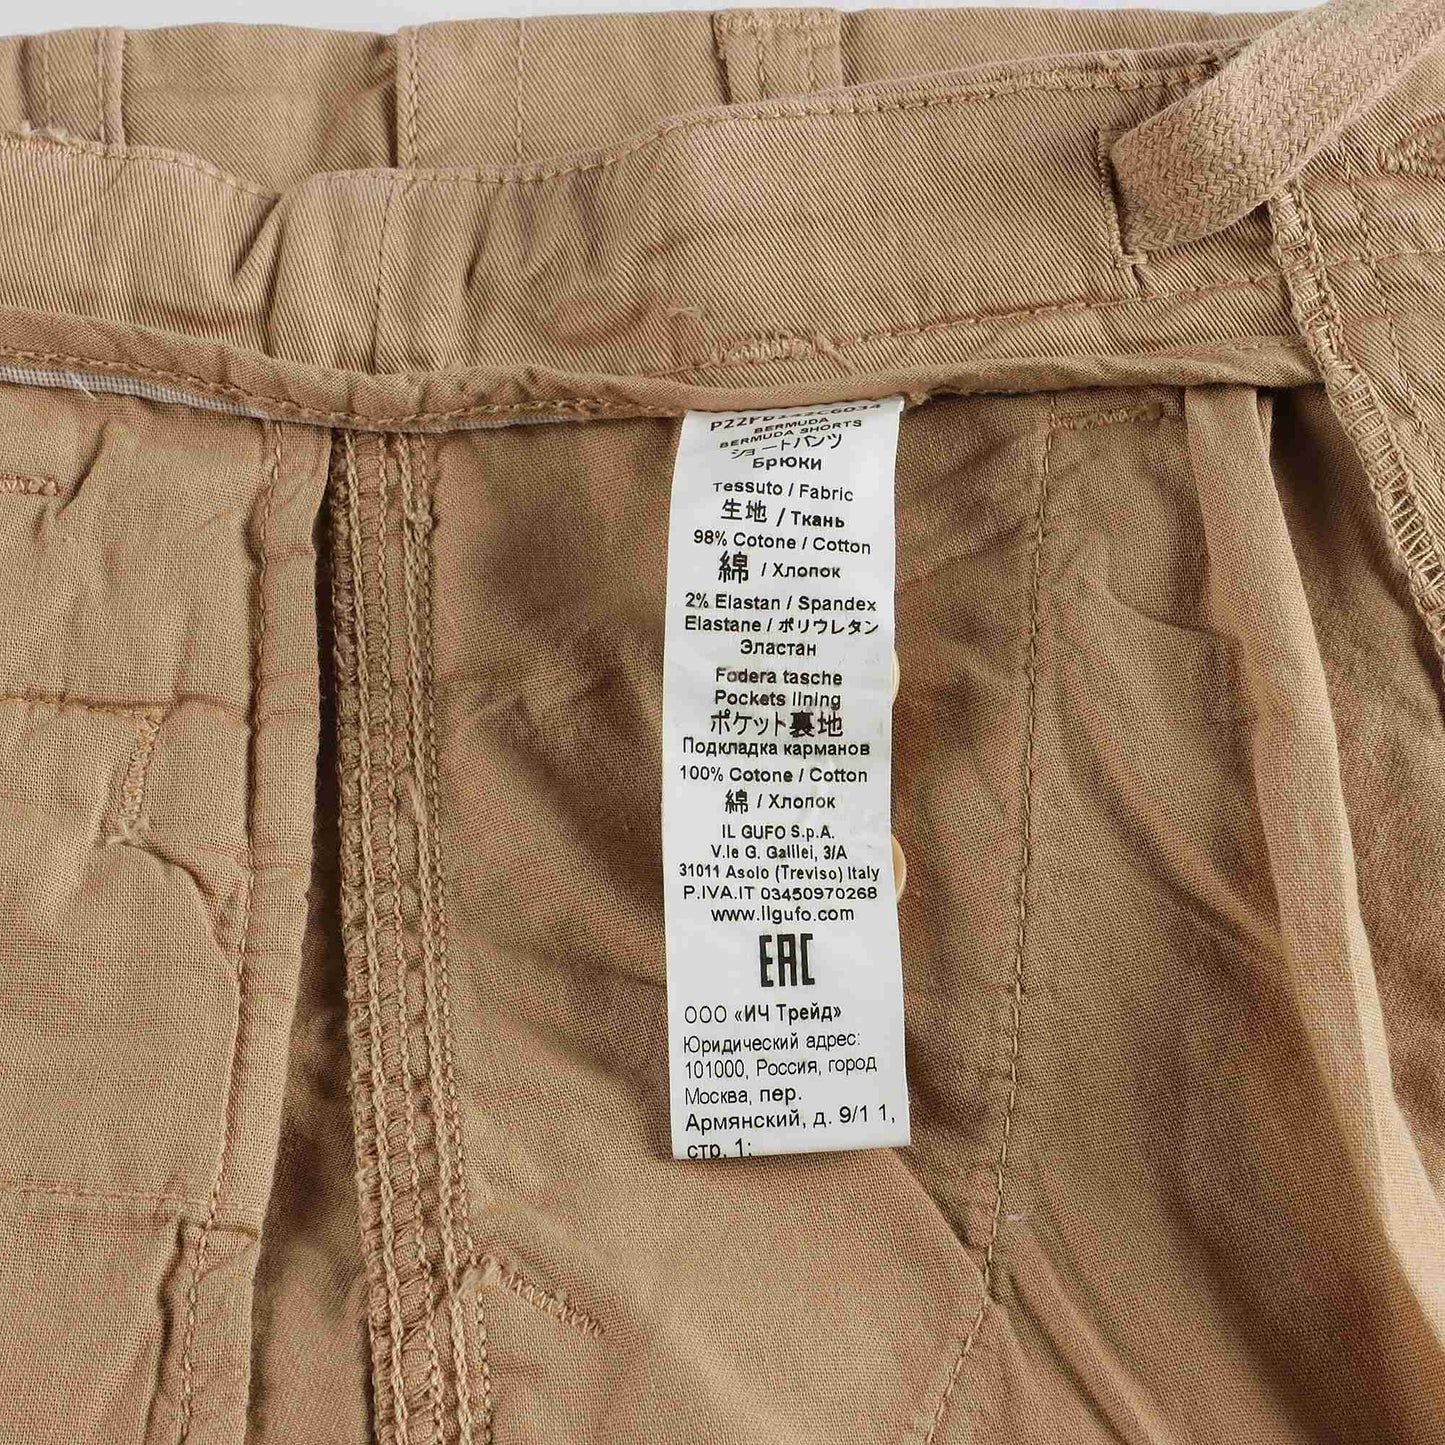 BERMUDA
BERMUDA SHORTS
ショートパンツ
Брюки
Tessuto / Fabric
生地 / Ткань
98% Cotone / Cotton
綿 / Хлопок
2% Elastan / Spandex
Elastane / ポリウレタン
Эластан
Fodera tasche
Pockets lining
ポケット裏地
Подкладка карманов
100% Cotone / Cotton
綿 / Хлопок
IL GUFO S.p.A.
V.le G. Galilei, 3/A
31011 Asolo (Treviso) Italy
P.IVA.IT 03450970268
www.ilgufo.com
EAC
ООО «ИЧ Трейд»
Юридический адрес:
101000, Россия, город
Москва, пер.
Армянский, д. 9/1 1,
стр. 1;